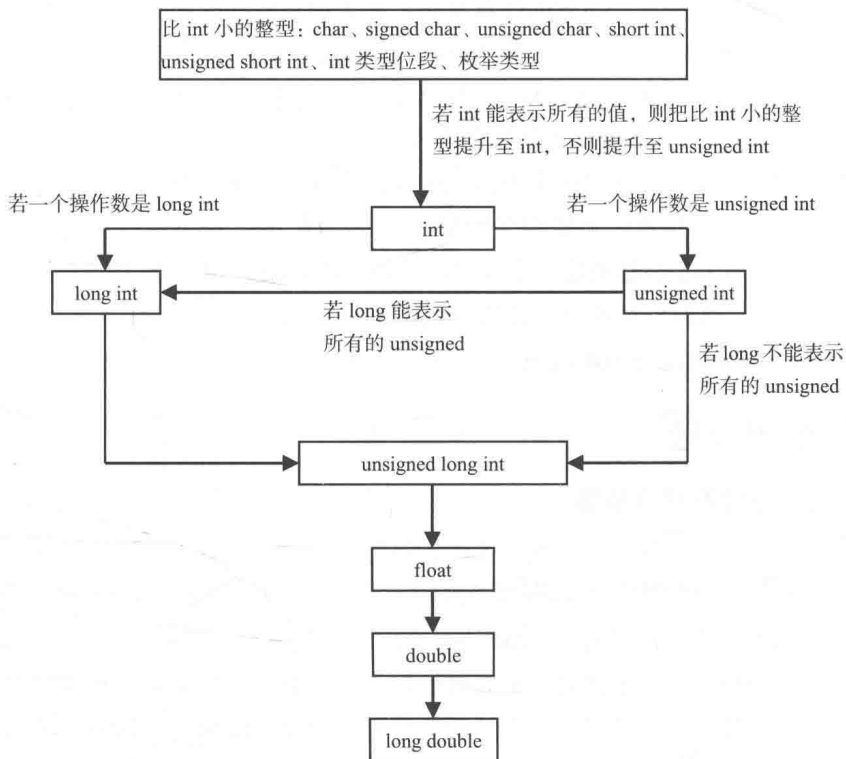 比 int 小的整型：char、signed char、unsigned char、short int、
unsigned short int、int 类型位段、枚举类型
若 int 能表示所有的值，则把比 int 小的整
型提升至 int，否则提升至 unsigned int
若一个操作数是 long int
若一个操作数是 unsigned int
int
long int
unsigned int
若 long 能表示
所有的 unsigned
若 long 不能表示
所有的 unsigned
unsigned long int
float
double
long double